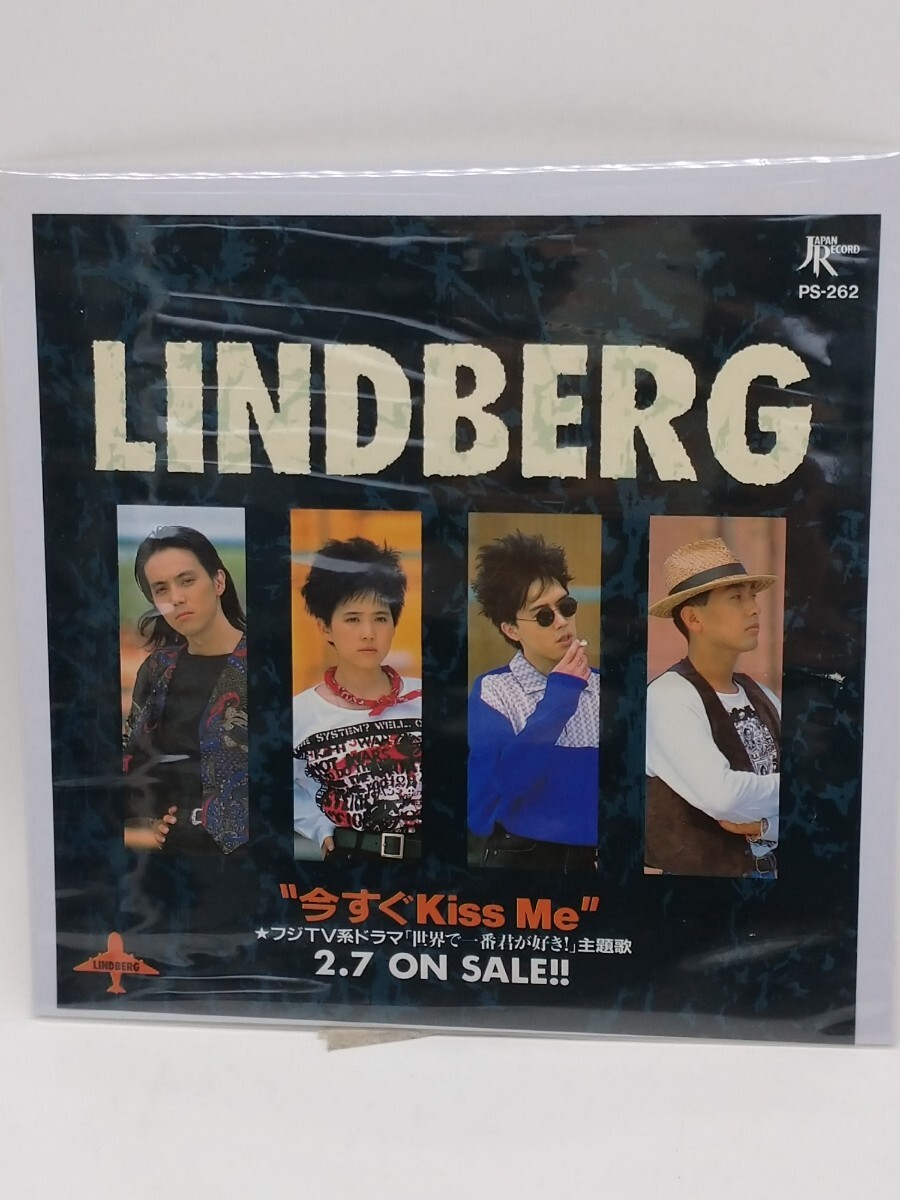 JAPAN RECORD
PS-262
LINDBERG
"今すぐKiss Me"
★フジTV系ドラマ「世界で一番君が好き!」主題歌
2.7 ON SALE!!
LINDBERG
SYSTEM? WELL..